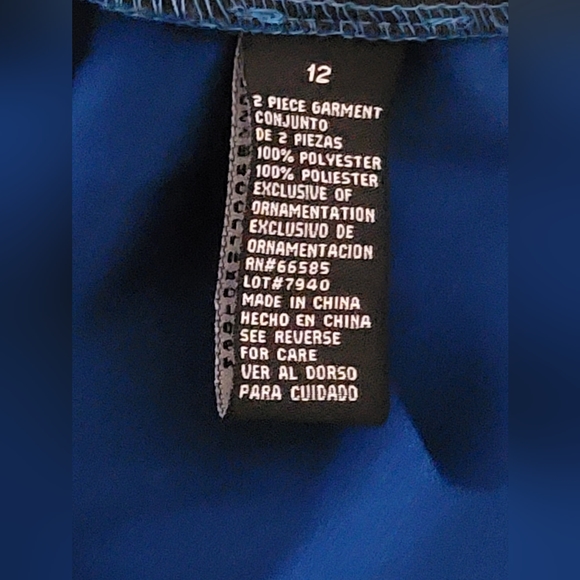 12
2 PIECE GARMENT
CONJUNTO
DE 2 PIEZAS
100% POLYESTER
100% POLIESTER
EXCLUSIVE OF
ORNAMENTATION
EXCLUSIVO DE
ORNAMENTACION
RN#66585
LOT#7940
MADE IN CHINA
HECHO EN CHINA
SEE REVERSE
FOR CARE
VER AL DORSO
PARA CUIDADO